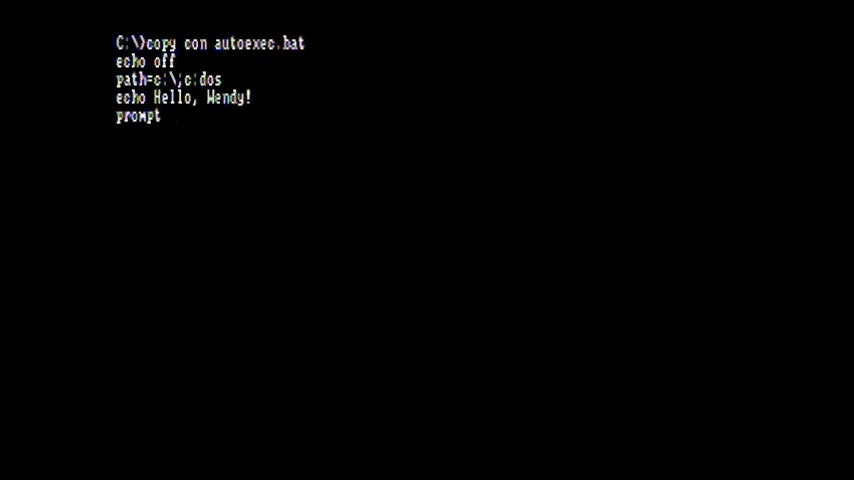 C:\>copy con autoexec.bat
echo off
path=c:\;c:dos
echo Hello, Wendy!
prompt